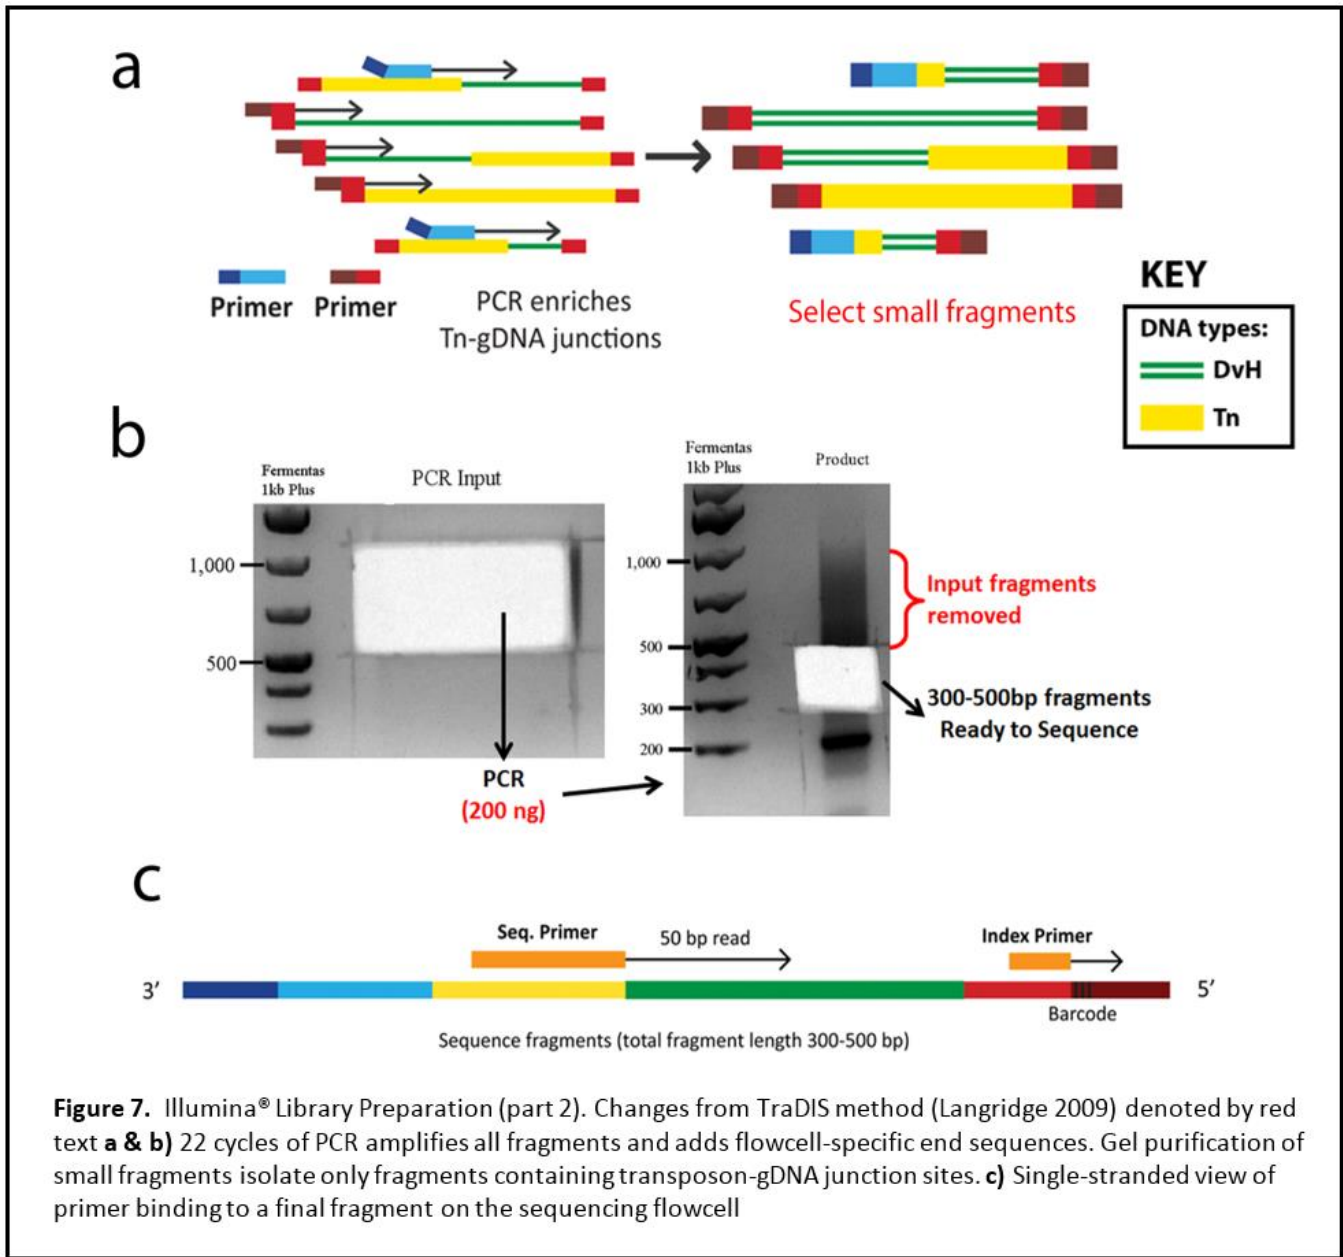 a
Primer Primer
PCR enriches
Tn-gDNA junctions
Select small fragments
KEY
DNA types:
DvH
Tn
b
Fermentas
1kb Plus
PCR Input
1,000
500
PCR
(200 ng)
Fermentas
1kb Plus
Product
1,000
500
300
200
Input fragments
removed
300-500bp fragments
Ready to Sequence
c
Seq. Primer
50 bp read
Index Primer
3’
5’
Barcode
Sequence fragments (total fragment length 300-500 bp)
Figure 7. Illumina® Library Preparation (part 2). Changes from TraDIS method (Langridge 2009) denoted by red
text a & b) 22 cycles of PCR amplifies all fragments and adds flowcell-specific end sequences. Gel purification of
small fragments isolate only fragments containing transposon-gDNA junction sites. c) Single-stranded view of
primer binding to a final fragment on the sequencing flowcell